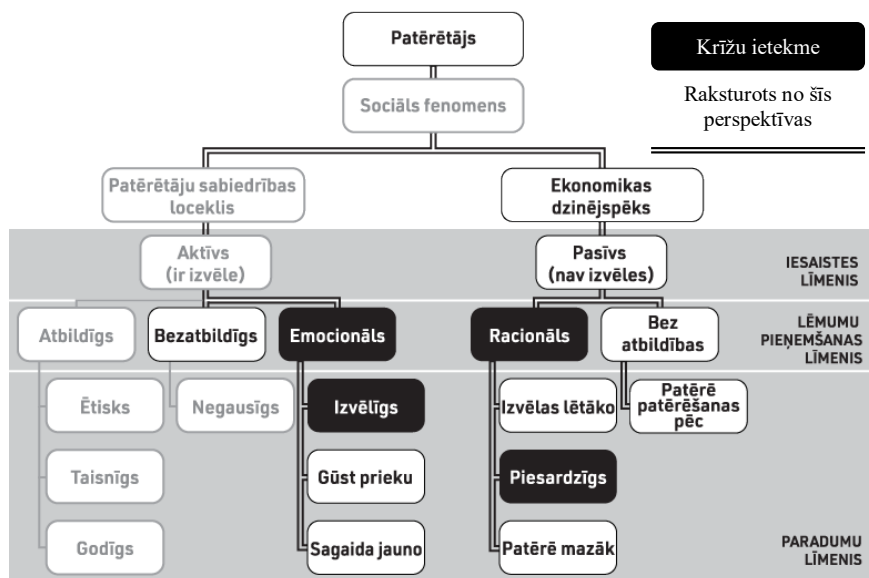 Patērētājs
Krīžu ietekme
Raksturots no šīs
perspektīvas
Sociāls fenomens
Patērētāju sabiedrības
loceklis
Ekonomikas
dzinējspēks
Aktīvs
(ir izvēle)
Pasīvs
(nav izvēles)
IESAISTES
LĪMENIS
Atbildīgs
Bezatbildīgs
Emocionāls
Racionāls
Bez
atbildības
LĒMUMU
PIEŅEMŠANAS
LĪMENIS
Ētisks
Negausīgs
Izvēlīgs
Izvēlas lētāko
Patērē
patērēšanas
pēc
Taisnīgs
Gūst prieku
Piesardzīgs
Godīgs
Sagaida jauno
Patērē mazāk
PARADUMU
LĪMENIS